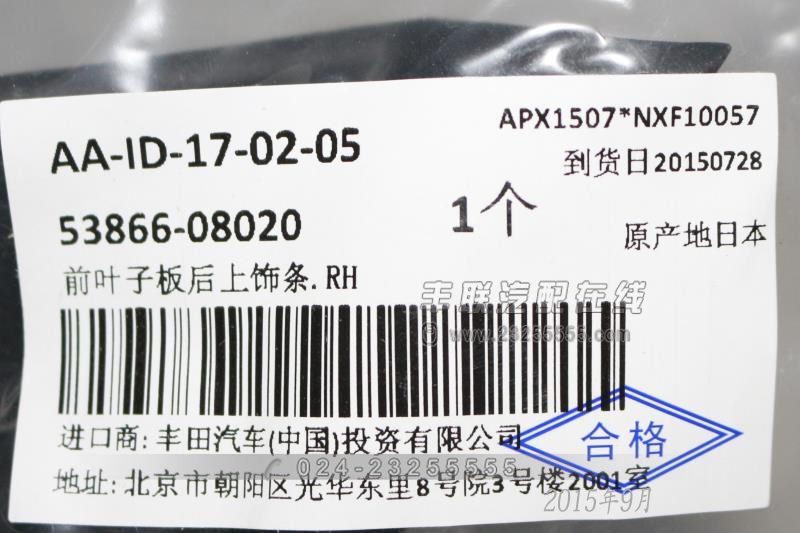 APX1507*NXF10057
AA-ID-17-02-05
到货日20150728
53866-08020
1个
原产地日本
前叶子板后上饰条.RH
丰联汽配在线
www.23255555.com
进口商: 丰田汽车(中国)投资有限公司
合格
024-23255555
地址: 北京市朝阳区光华东里8号院3号楼2001室
2015年9月